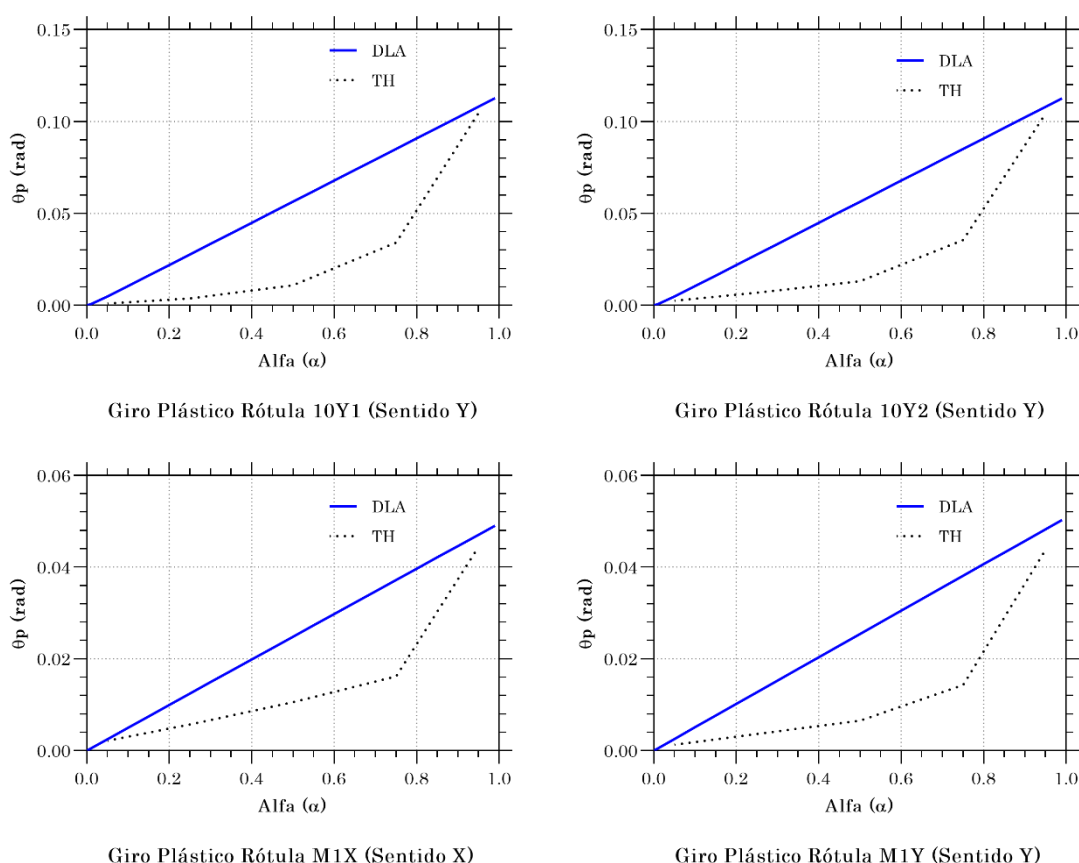 0.15
0.10
0.05
0.00
θp (rad)
DLA
TH
0.0 0.2 0.4 0.6 0.8 1.0
Alfa (α)
Giro Plástico Rótula 10Y1 (Sentido Y)
0.15
0.10
0.05
0.00
θp (rad)
DLA
TH
0.0 0.2 0.4 0.6 0.8 1.0
Alfa (α)
Giro Plástico Rótula 10Y2 (Sentido Y)
0.06
0.04
0.02
0.00
θp (rad)
DLA
TH
0.0 0.2 0.4 0.6 0.8 1.0
Alfa (α)
Giro Plástico Rótula M1X (Sentido X)
0.06
0.04
0.02
0.00
θp (rad)
DLA
TH
0.0 0.2 0.4 0.6 0.8 1.0
Alfa (α)
Giro Plástico Rótula M1Y (Sentido Y)